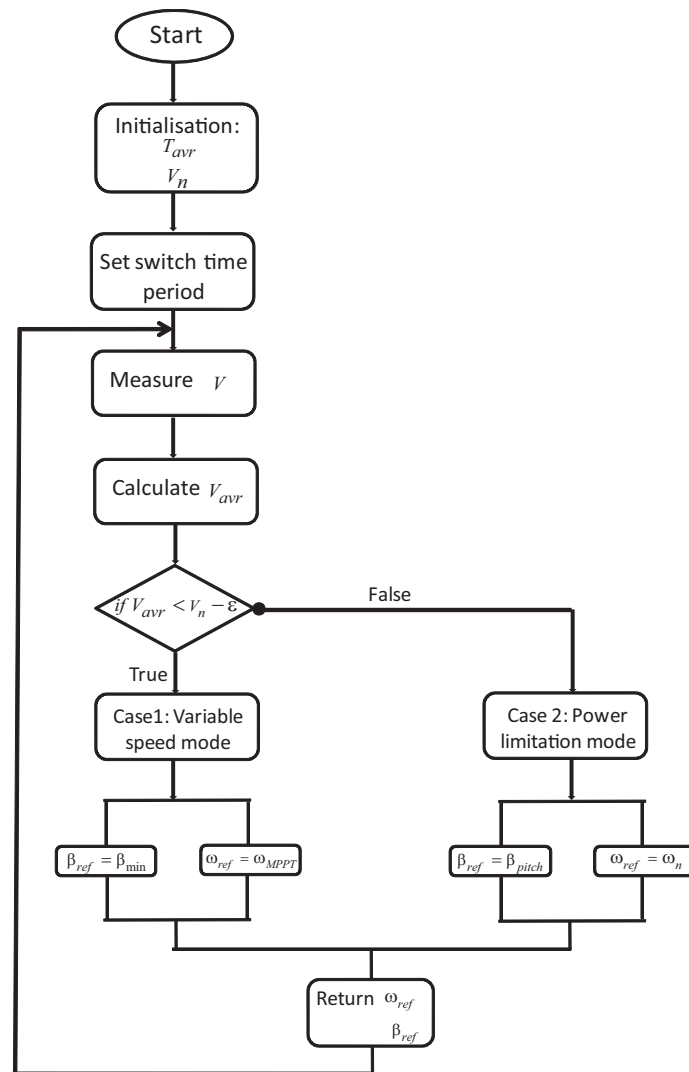 Start
Initialisation:
T_avr
V_n
Set switch time
period
Measure V
Calculate V_avr
if V_avr < V_n − ε
False
True
Case1: Variable
speed mode
Case 2: Power
limitation mode
β_ref = β_min
ω_ref = ω_MPPT
β_ref = β_pitch
ω_ref = ω_n
Return ω_ref
β_ref